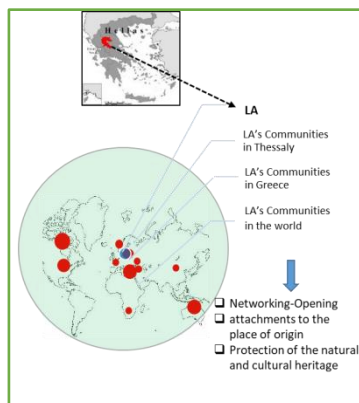 Hellas
LA
LA's Communities
in Thessaly
LA's Communities
in Greece
LA's Communities
in the world
❑ Networking-Opening
❑ attachments to the
place of origin
❑ Protection of the natural
and cultural heritage